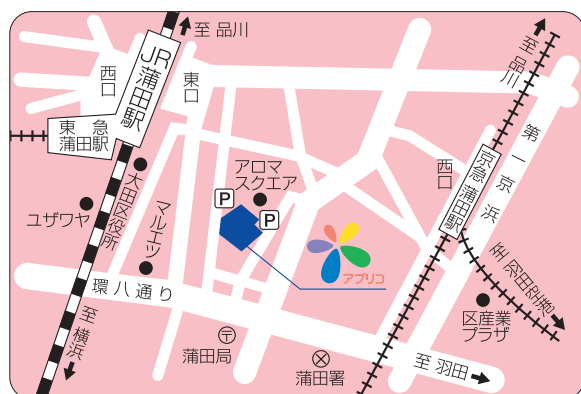 至 品川
JR蒲田駅
西口
東口
東急
蒲田駅
大田区役所
ユザワヤ
マルエツ
アロマ
スクエア
P
P
アプリコ
環八通り
至 横浜
蒲田局
蒲田署
至 羽田
至 品川
第一京浜
西口
京急蒲田駅
至 羽田空港
区産業
プラザ